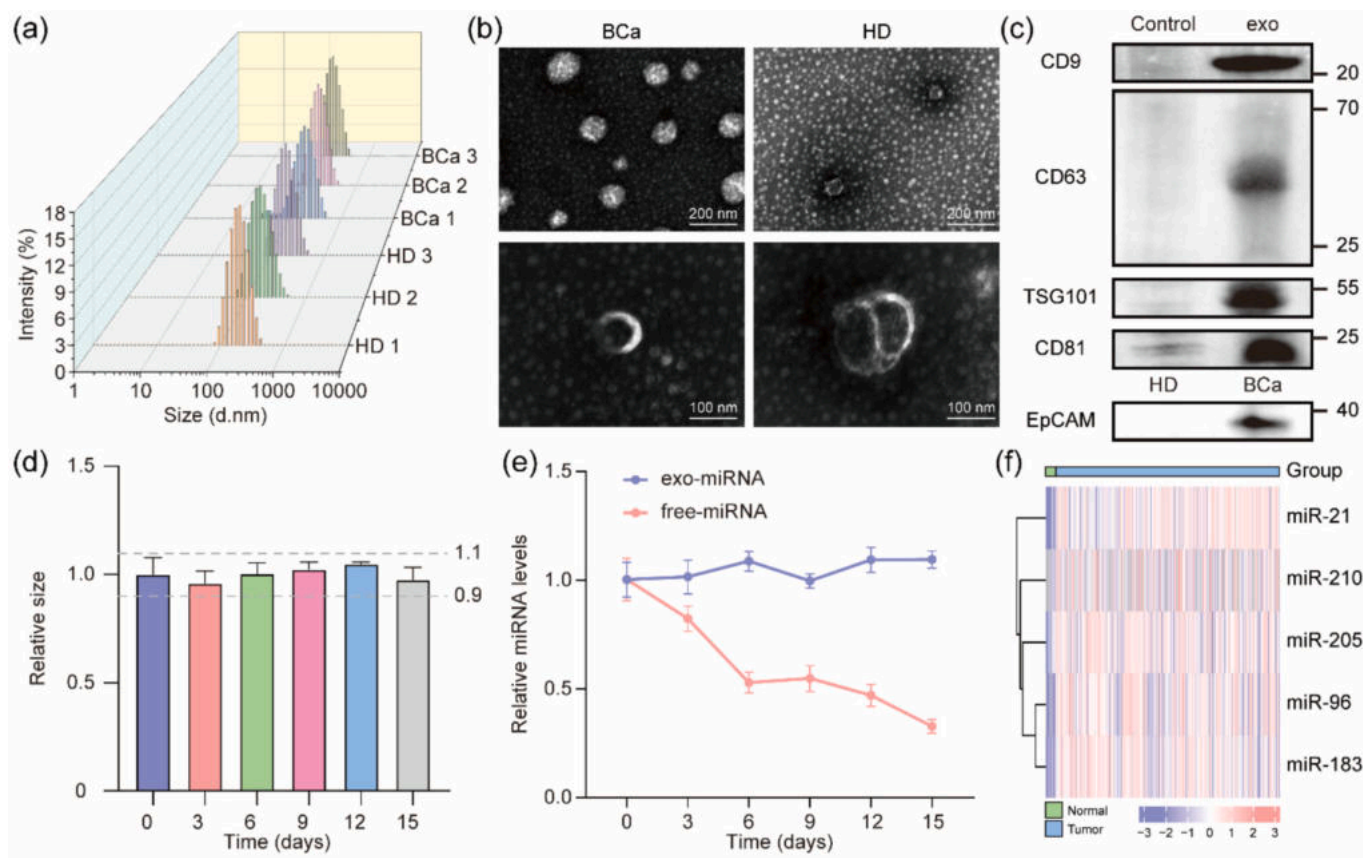 (a)
18
15
12
9
6
3
0
Intensity (%)
1
10
100
1000
10000
Size (d.nm)
BCa 3
BCa 2
BCa 1
HD 3
HD 2
HD 1
(b)
BCa
HD
200 nm
200 nm
100 nm
100 nm
(c)
Control exo
CD9
20
70
CD63
25
TSG101
55
CD81
25
HD BCa
EpCAM
40
(d)
1.5
1.0
0.5
0
Relative size
1.1
0.9
0 3 6 9 12 15
Time (days)
(e)
1.5
1.0
0.5
0.0
Relative miRNA levels
exo-miRNA
free-miRNA
0 3 6 9 12 15
Time (days)
(f)
Group
miR-21
miR-210
miR-205
miR-96
miR-183
Normal
Tumor
−3 −2 −1 0 1 2 3